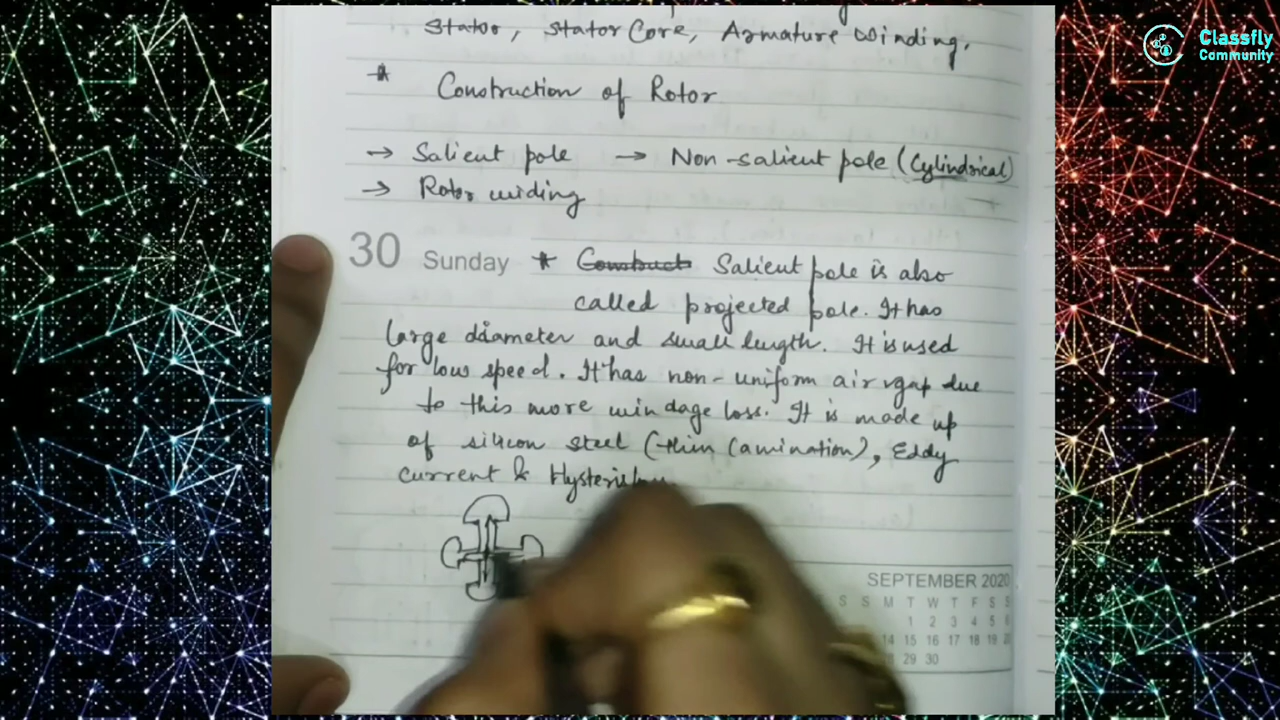 Stator, Stator Core, Armature Winding.
* Construction of Rotor
→ Salient pole → Non-salient pole (Cylindrical)
→ Rotor widing
30 Sunday * Construct Salient pole is also
called projected pole. It has
large diameter and small length. It is used
for low speed. It has non-uniform air gap due
to this more windage loss. It is made up
of silicon steel (thin lamination), Eddy
current &
SEPTEMBER 2020
S S M T W T F S S
1 2 3 4 5 6
14 15 16 17 18 19 20
29 30
Classfly
Community